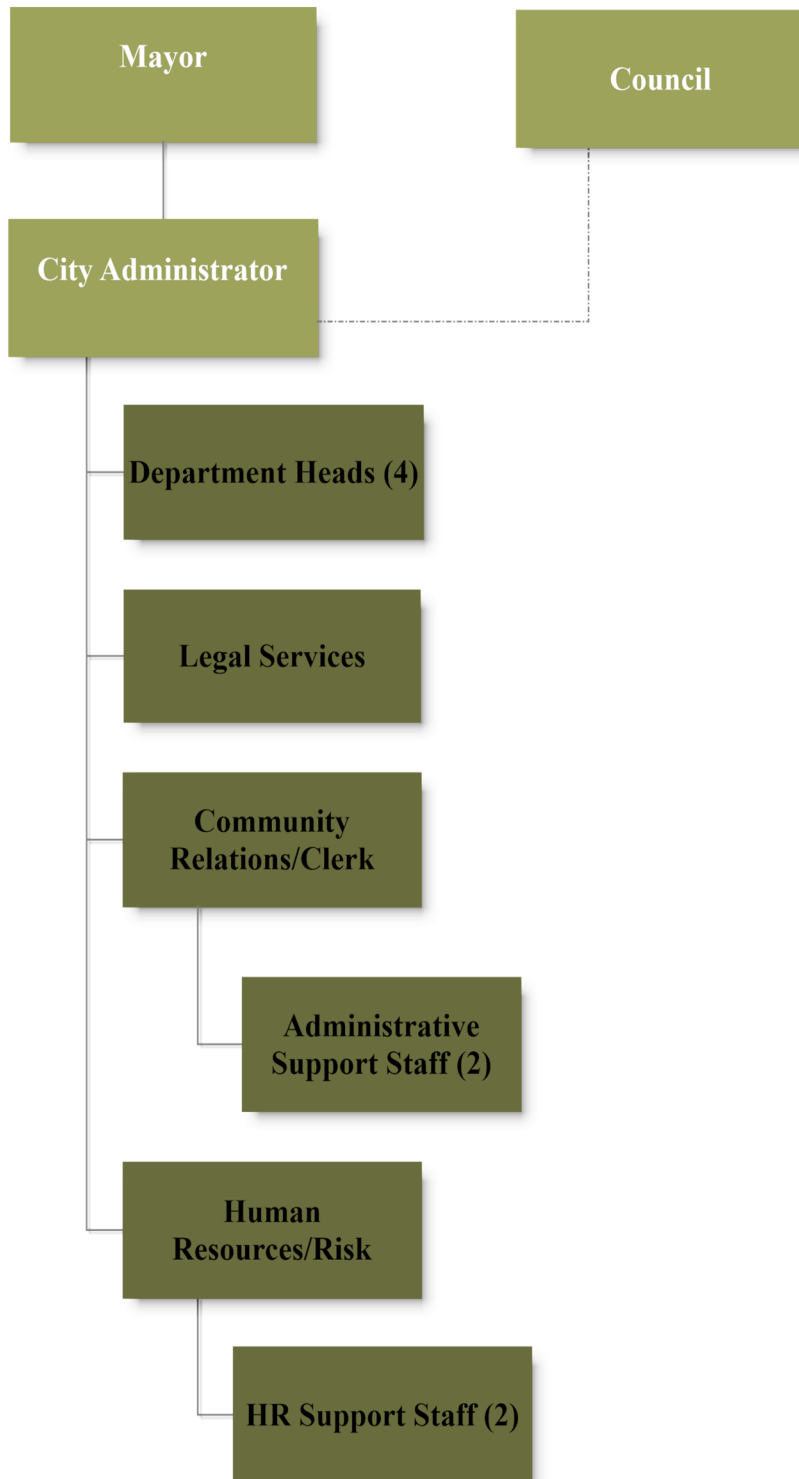 Mayor
Council
City Administrator
Department Heads (4)
Legal Services
Community
Relations/Clerk
Administrative
Support Staff (2)
Human
Resources/Risk
HR Support Staff (2)